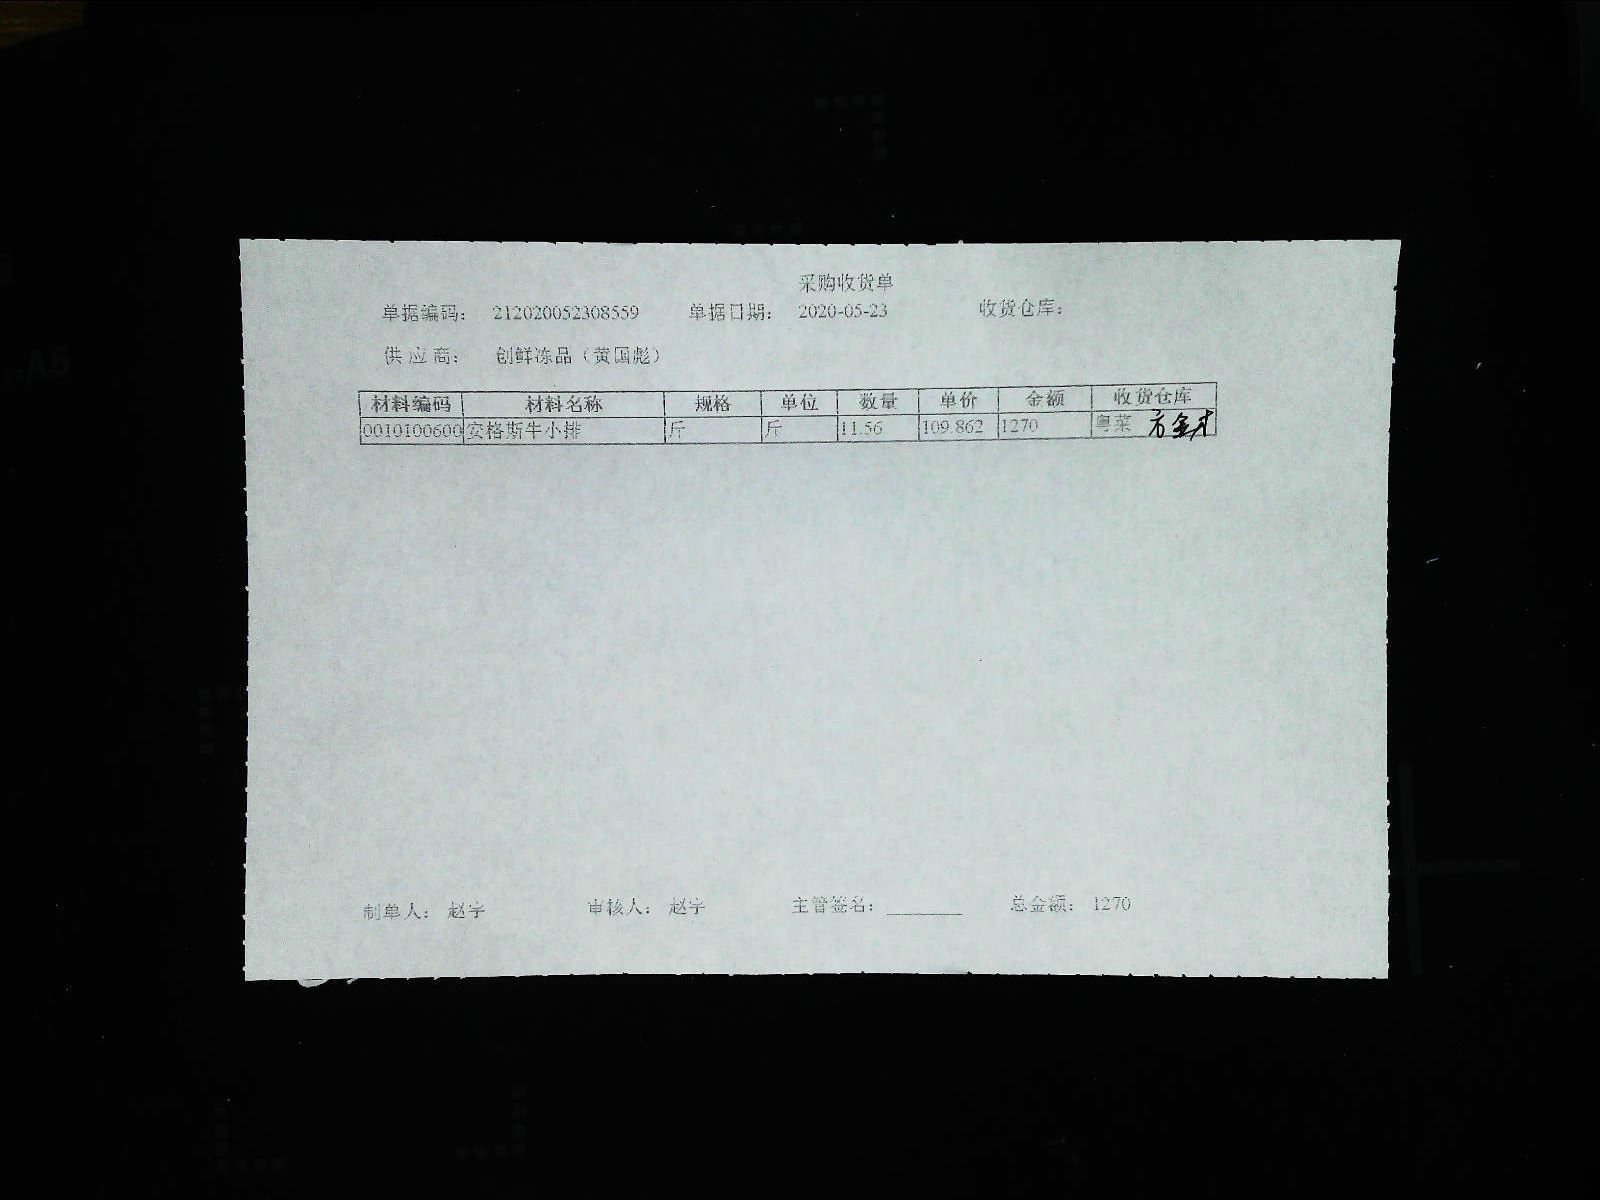 采购收货单
单据编码： 212020052308559 单据日期： 2020-05-23 收货仓库：
供应商： 创鲜冻品（黄国彪）
材料编码 材料名称 规格 单位 数量 单价 金额 收货仓库
0010100600 安格斯牛小排 斤 斤 11.56 109.862 1270 粤菜
制单人： 赵宇 审核人： 赵宇 主管签名： 总金额： 1270